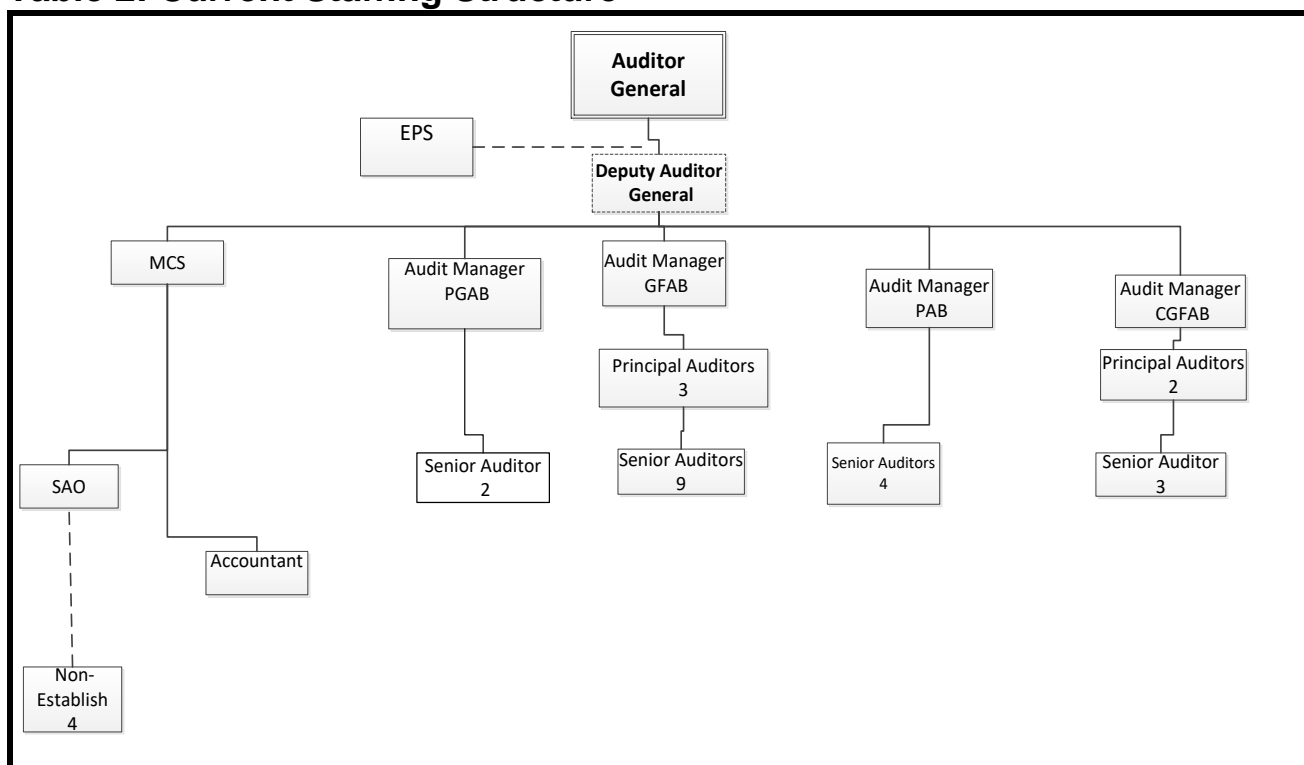 Table 2: Current Staffing Structure
Auditor
General
EPS
Deputy Auditor
General
MCS
Audit Manager
PGAB
Audit Manager
GFAB
Audit Manager
PAB
Audit Manager
CGFAB
Principal Auditors
3
Principal Auditors
2
SAO
Senior Auditor
2
Senior Auditors
9
Senior Auditors
4
Senior Auditor
3
Accountant
Non-
Establish
4